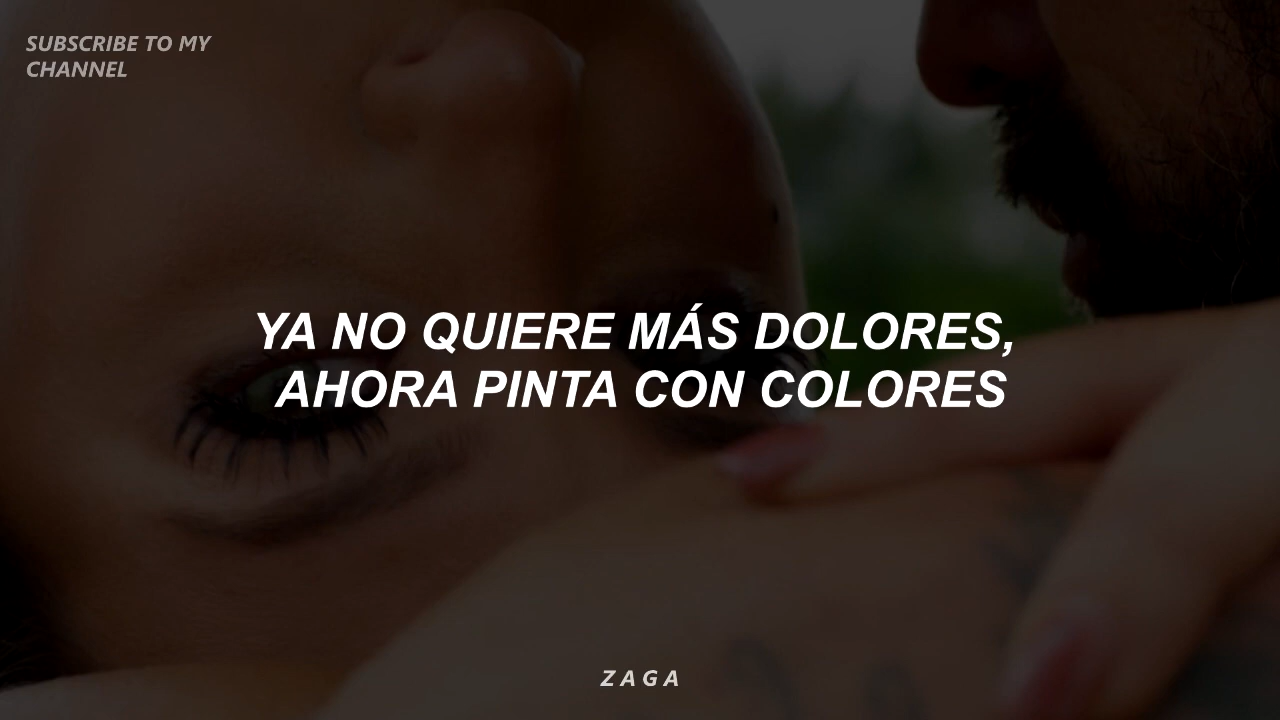 SUBSCRIBE TO MY
CHANNEL
YA NO QUIERE MÁS DOLORES,
AHORA PINTA CON COLORES
ZAGA